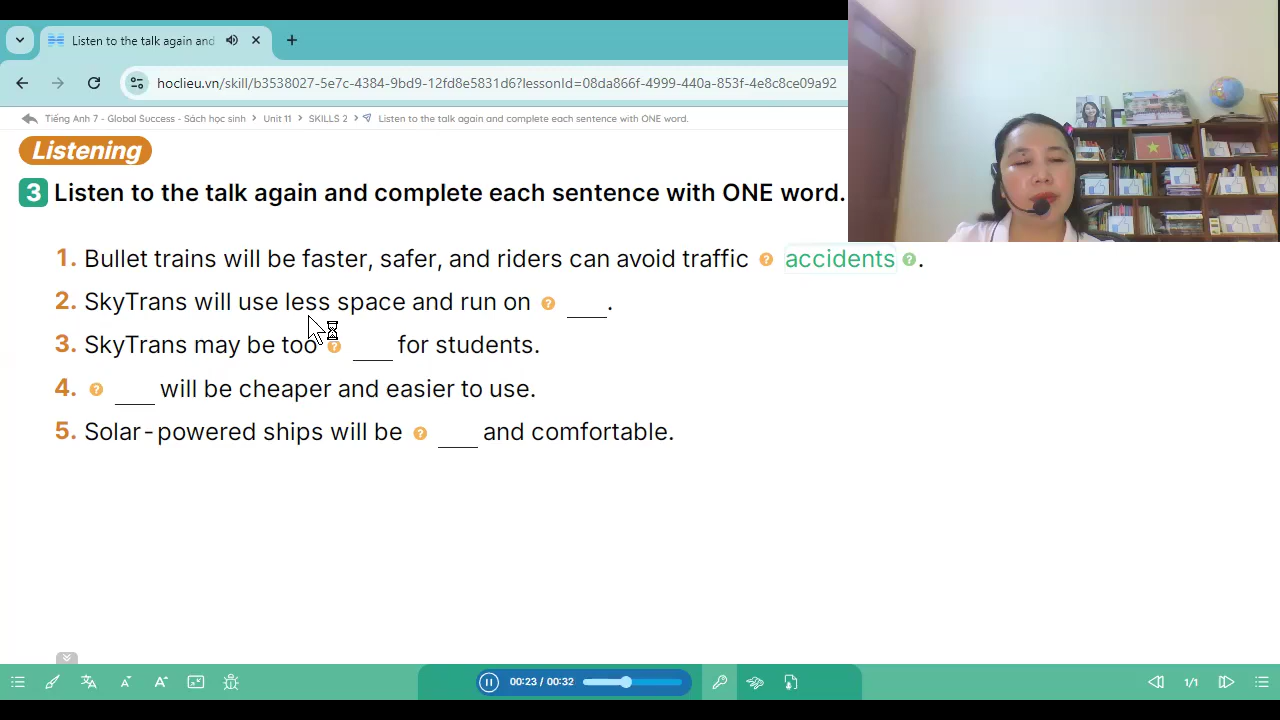 Listen to the talk again and
hoclieu.vn/skill/b3538027-5e7c-4384-9bd9-12fd8e5831d6?lessonId=08da866f-4999-440a-853f-4e8c8ce09a92
Tiếng Anh 7 - Global Success - Sách học sinh > Unit 11 > SKILLS 2 > Listen to the talk again and complete each sentence with ONE word.
Listening
3 Listen to the talk again and complete each sentence with ONE word.
1. Bullet trains will be faster, safer, and riders can avoid traffic ? accidents ?.
2. SkyTrans will use less space and run on ? ___.
3. SkyTrans may be too ? ___ for students.
4. ? ___ will be cheaper and easier to use.
5. Solar-powered ships will be ? ___ and comfortable.
00:23 / 00:32
1/1